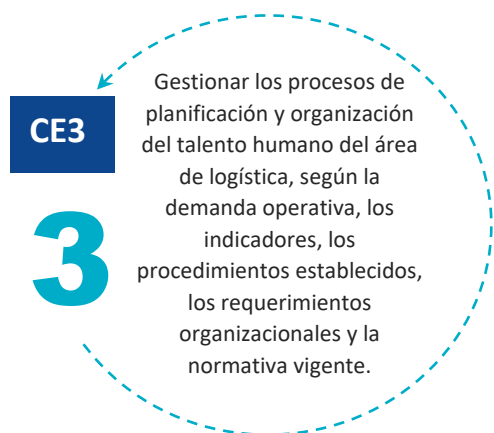 CE3
3
Gestionar los procesos de
planificación y organización
del talento humano del área
de logística, según la
demanda operativa, los
indicadores, los
procedimientos establecidos,
los requerimientos
organizacionales y la
normativa vigente.